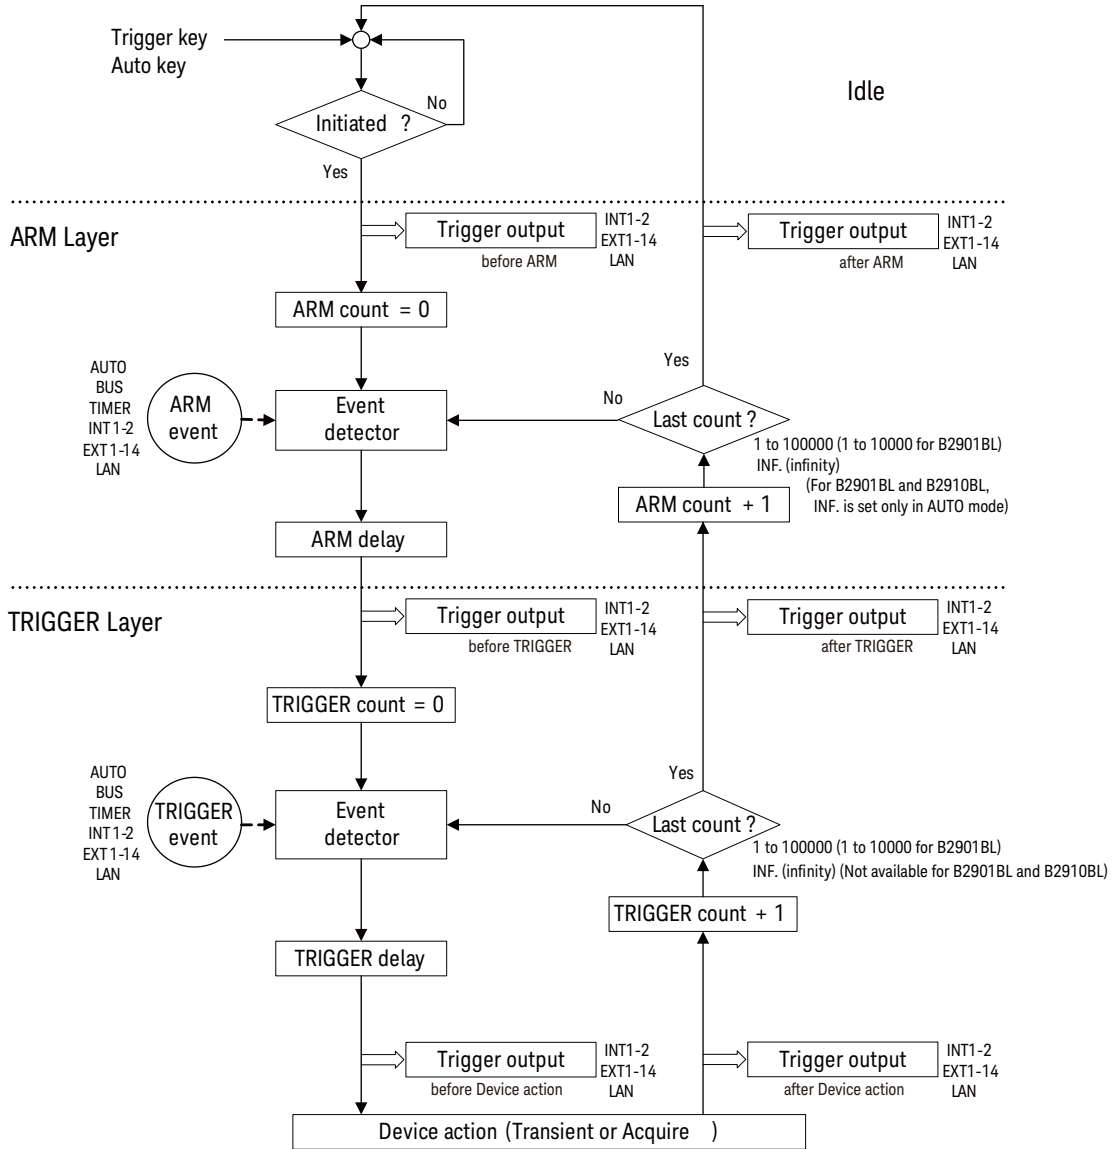 Trigger key
Auto key
Idle
No
Initiated ?
Yes
ARM Layer
Trigger output
before ARM
INT1-2
EXT1-14
LAN
Trigger output
after ARM
INT1-2
EXT1-14
LAN
ARM count = 0
AUTO
BUS
TIMER
INT 1-2
EXT 1-14
LAN
ARM
event
Event
detector
Yes
No
Last count ?
1 to 100000 (1 to 10000 for B2901BL)
INF. (infinity)
(For B2901BL and B2910BL,
INF. is set only in AUTO mode)
ARM count + 1
ARM delay
TRIGGER Layer
Trigger output
before TRIGGER
INT1-2
EXT1-14
LAN
Trigger output
after TRIGGER
INT1-2
EXT1-14
LAN
TRIGGER count = 0
AUTO
BUS
TIMER
INT 1-2
EXT 1-14
LAN
TRIGGER
event
Event
detector
Yes
No
Last count ?
1 to 100000 (1 to 10000 for B2901BL)
INF. (infinity) (Not available for B2901BL and B2910BL)
TRIGGER count + 1
TRIGGER delay
Trigger output
before Device action
INT1-2
EXT1-14
LAN
Trigger output
after Device action
INT1-2
EXT1-14
LAN
Device action (Transient or Acquire )